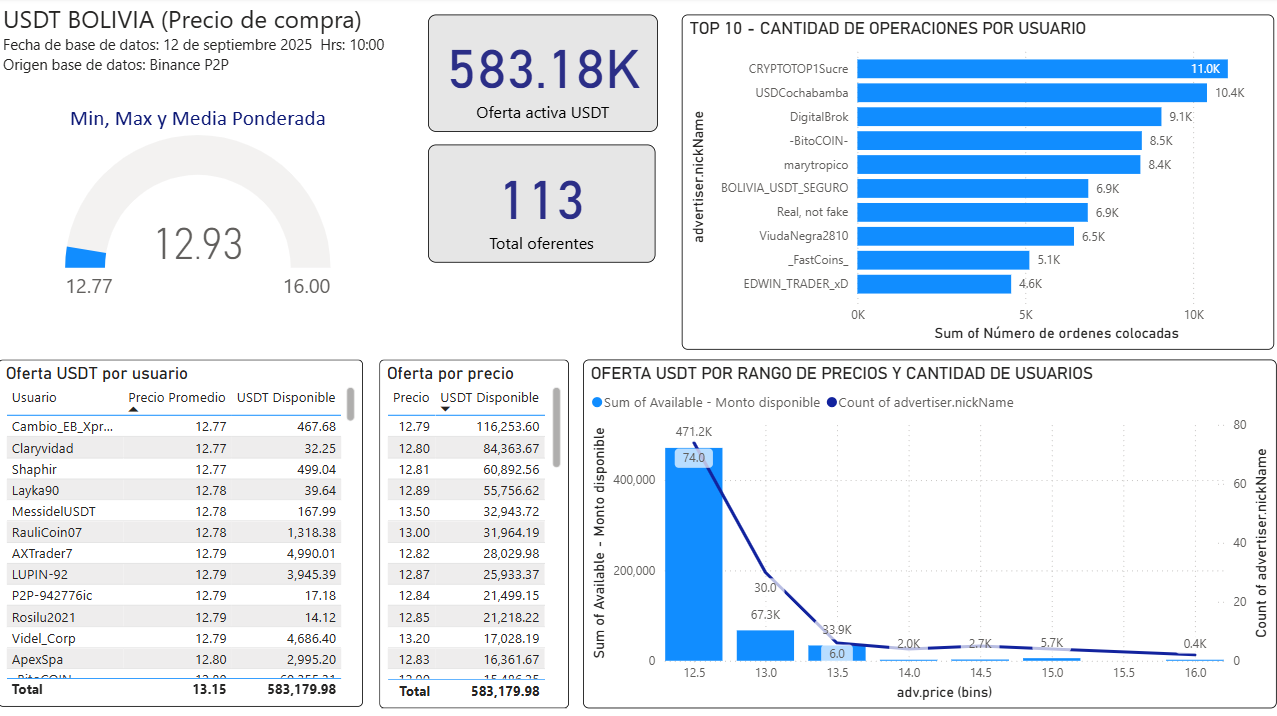 USDT BOLIVIA (Precio de compra)
Fecha de base de datos: 12 de septiembre 2025 Hrs: 10:00
Origen base de datos: Binance P2P
Min, Max y Media Ponderada
12.93
12.77
16.00
583.18K
Oferta activa USDT
113
Total oferentes
TOP 10 - CANTIDAD DE OPERACIONES POR USUARIO
advertiser.nickName
CRYPTOTOP1Sucre 11.0K
USDCochabamba 10.4K
DigitalBrok 9.1K
-BitoCOIN- 8.5K
marytropico 8.4K
BOLIVIA_USDT_SEGURO 6.9K
Real, not fake 6.9K
ViudaNegra2810 6.5K
_FastCoins_ 5.1K
EDWIN_TRADER_xD 4.6K
0K 5K 10K
Sum of Número de ordenes colocadas
Oferta USDT por usuario
Usuario Precio Promedio USDT Disponible
Cambio_EB_Xpr... 12.77 467.68
Claryvidad 12.77 32.25
Shaphir 12.77 499.04
Layka90 12.78 39.64
MessidelUSDT 12.78 167.99
RauliCoin07 12.78 1,318.38
AXTrader7 12.79 4,990.01
LUPIN-92 12.79 3,945.39
P2P-942776ic 12.79 17.18
Rosilu2021 12.79 14.12
Videl_Corp 12.79 4,686.40
ApexSpa 12.80 2,995.20
Total 13.15 583,179.98
Oferta por precio
Precio USDT Disponible
12.79 116,253.60
12.80 84,363.67
12.81 60,892.56
12.89 55,756.62
13.50 32,943.72
13.00 31,964.19
12.82 28,029.98
12.87 25,933.37
12.84 21,499.15
12.85 21,218.22
13.20 17,028.19
12.83 16,361.67
Total 583,179.98
OFERTA USDT POR RANGO DE PRECIOS Y CANTIDAD DE USUARIOS
Sum of Available - Monto disponible Count of advertiser.nickName
Sum of Available - Monto disponible
400,000
200,000
0
471.2K
74.0
30.0
67.3K
33.9K
6.0
2.0K
2.7K
5.7K
0.4K
80
60
40
20
0
Count of advertiser.nickName
12.5 13.0 13.5 14.0 14.5 15.0 15.5 16.0
adv.price (bins)